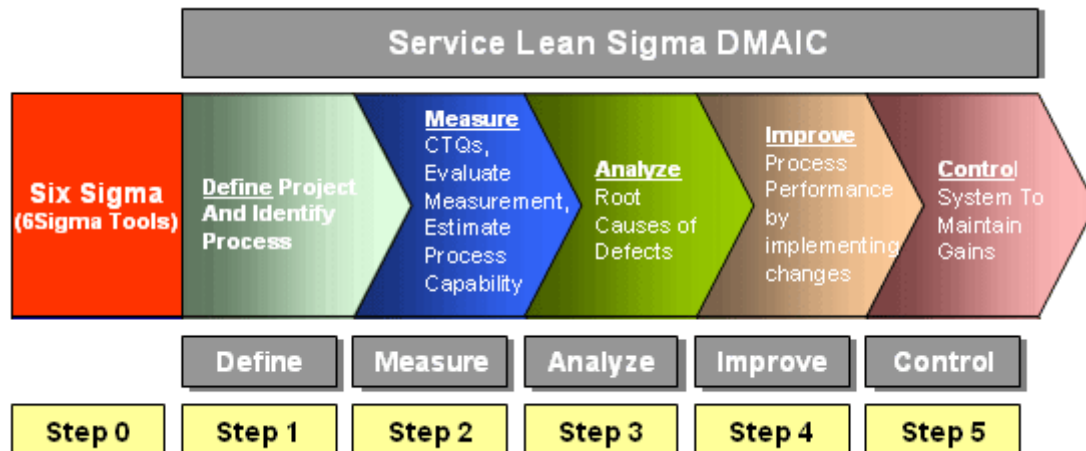 Service Lean Sigma DMAIC
Six Sigma
(6Sigma Tools)
Define Project
And Identify
Process
Measure
CTQs,
Evaluate
Measurement,
Estimate
Process
Capability
Analyze
Root
Causes of
Defects
Improve
Process
Performance
by
implementing
changes
Control
System To
Maintain
Gains
Define
Measure
Analyze
Improve
Control
Step 0
Step 1
Step 2
Step 3
Step 4
Step 5